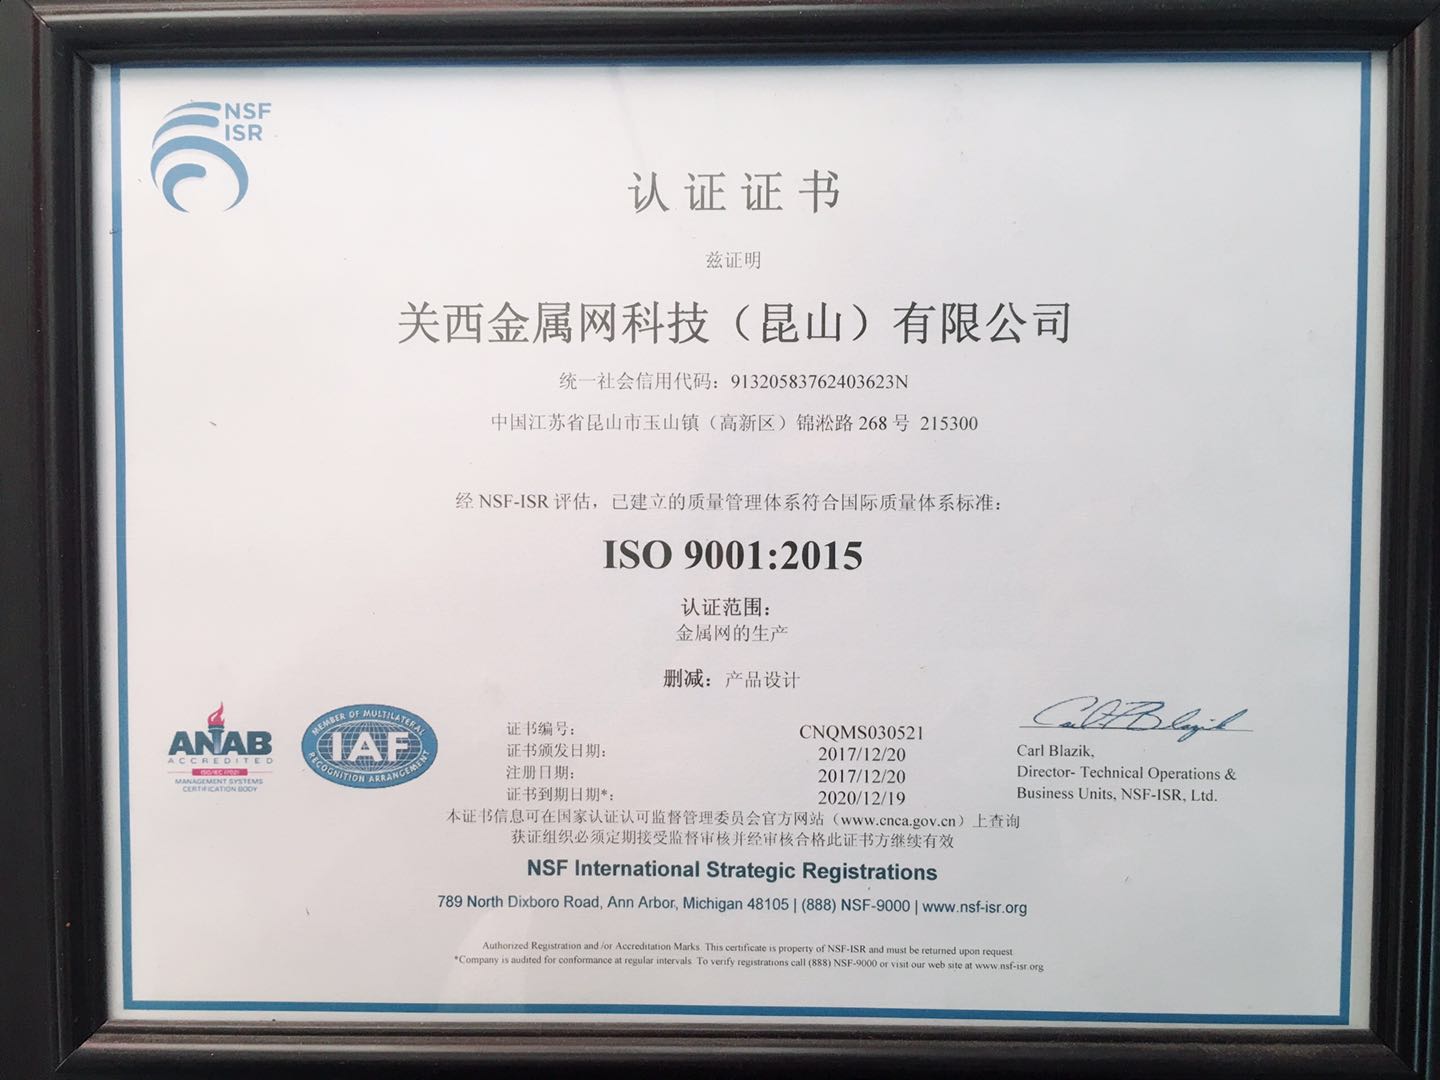 NSF
ISR
认证证书
兹证明
关西金属网科技（昆山）有限公司
统一社会信用代码：91320583762403623N
中国江苏省昆山市玉山镇（高新区）锦淞路 268 号 215300
经 NSF-ISR 评估，已建立的质量管理体系符合国际质量体系标准：
ISO 9001:2015
认证范围：
金属网的生产
删减：产品设计
ANAB
ACCREDITED
ISO/IEC 17021
MANAGEMENT SYSTEMS
CERTIFICATION BODY
MEMBER OF MULTILATERAL
IAF
RECOGNITION ARRANGEMENT
证书编号： CNQMS030521
证书颁发日期： 2017/12/20
注册日期： 2017/12/20
证书到期日期*： 2020/12/19
Carl Blazik
Carl Blazik,
Director- Technical Operations &
Business Units, NSF-ISR, Ltd.
本证书信息可在国家认证认可监督管理委员会官方网站（www.cnca.gov.cn）上查询
获证组织必须定期接受监督审核并经审核合格此证书方继续有效
NSF International Strategic Registrations
789 North Dixboro Road, Ann Arbor, Michigan 48105 | (888) NSF-9000 | www.nsf-isr.org
Authorized Registration and /or Accreditation Marks. This certificate is property of NSF-ISR and must be returned upon request.
*Company is audited for conformance at regular intervals. To verify registrations call (888) NSF-9000 or visit our web site at www.nsf-isr.org